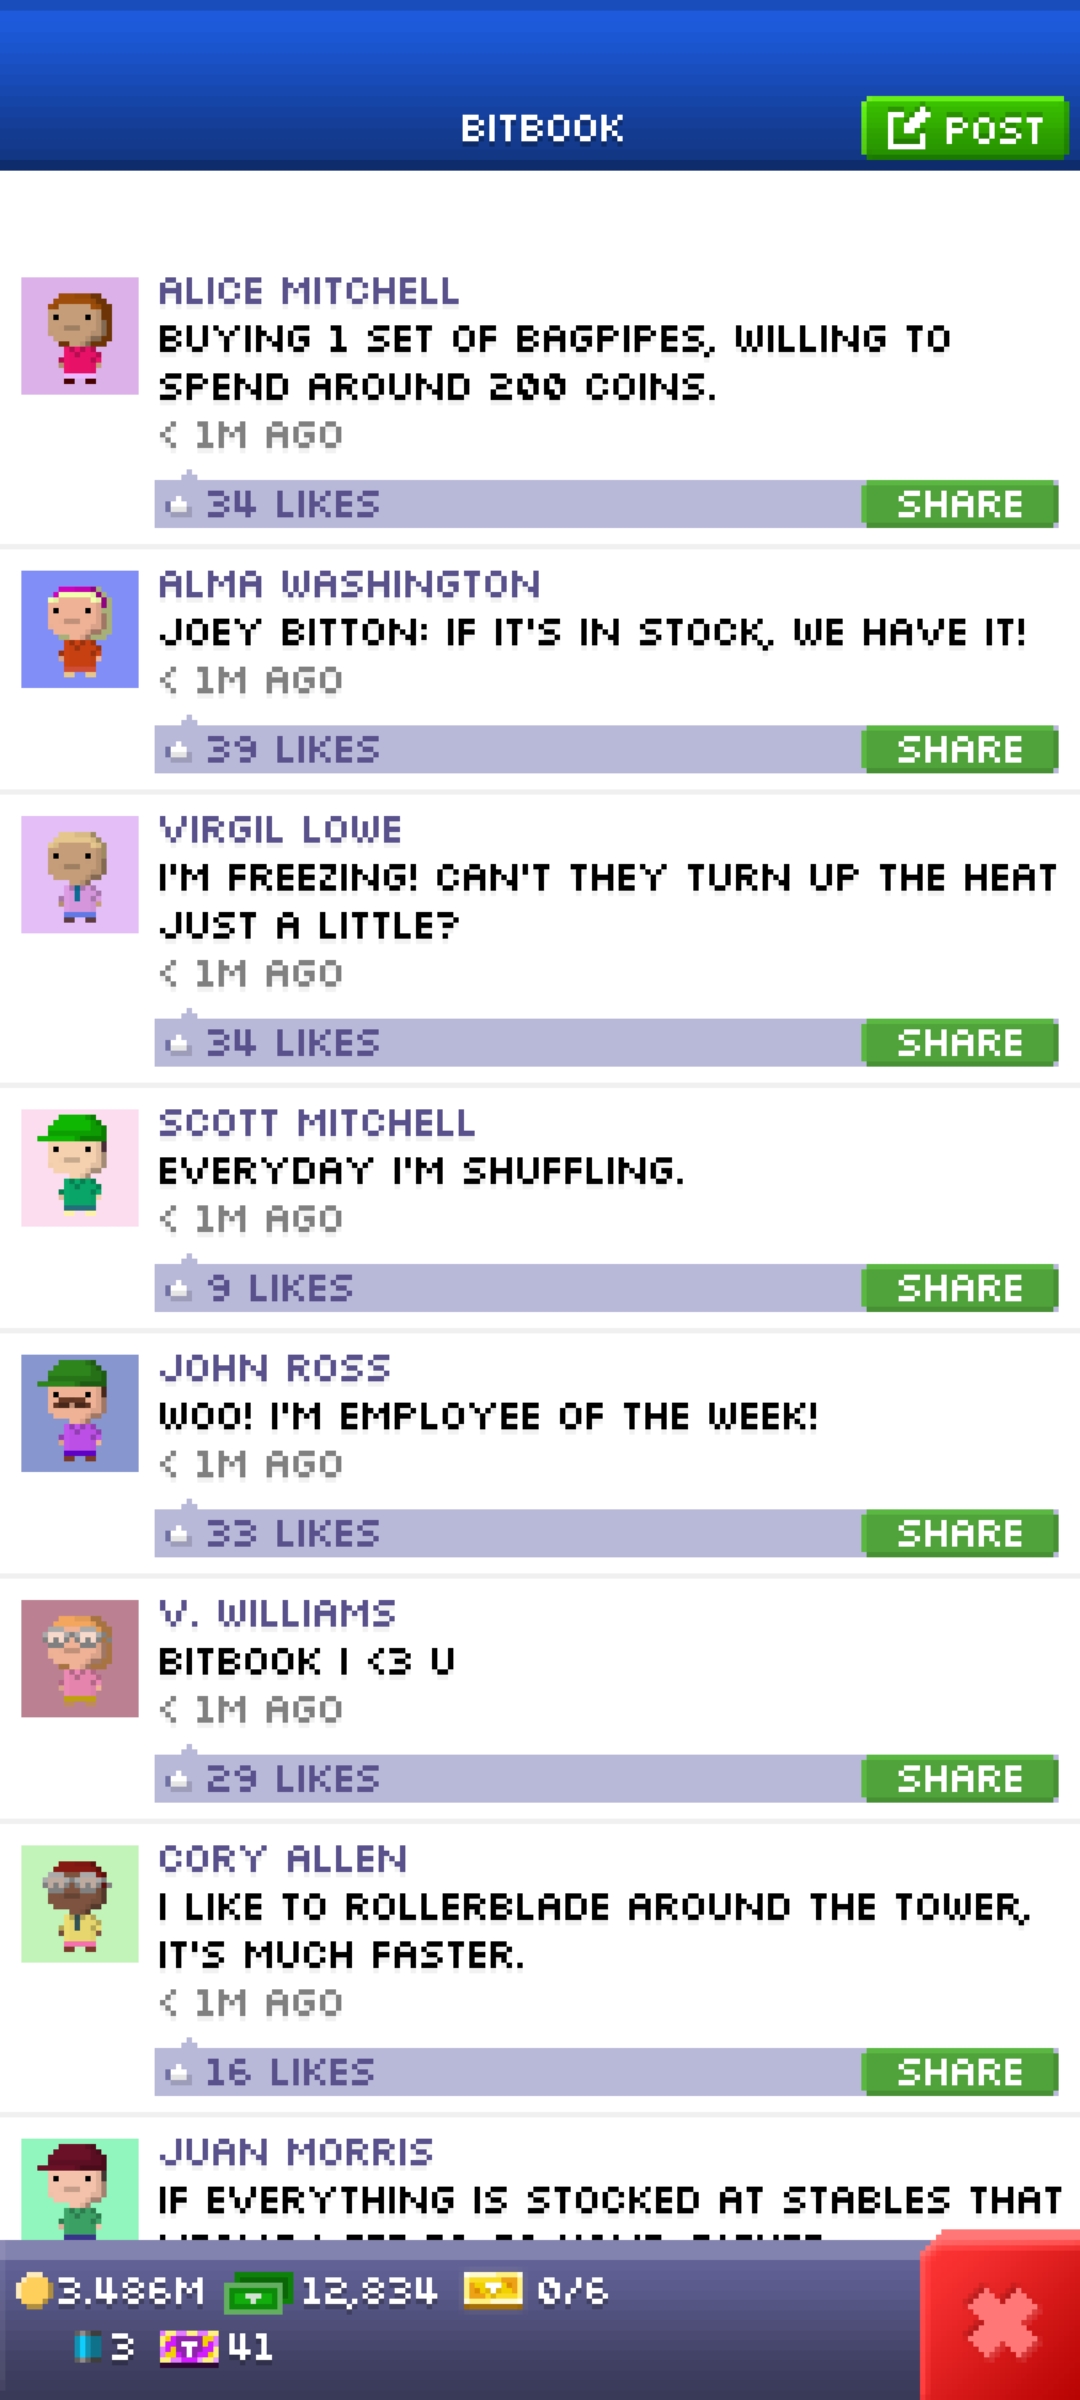 BITBOOK
POST
ALICE MITCHELL
BUYING 1 SET OF BAGPIPES, WILLING TO
SPEND AROUND 200 COINS.
< 1M AGO
34 LIKES
SHARE
ALMA WASHINGTON
JOEY BITTON: IF IT'S IN STOCK, WE HAVE IT!
< 1M AGO
39 LIKES
SHARE
VIRGIL LOWE
I'M FREEZING! CAN'T THEY TURN UP THE HEAT
JUST A LITTLE?
< 1M AGO
34 LIKES
SHARE
SCOTT MITCHELL
EVERYDAY I'M SHUFFLING.
< 1M AGO
9 LIKES
SHARE
JOHN ROSS
WOO! I'M EMPLOYEE OF THE WEEK!
< 1M AGO
33 LIKES
SHARE
V. WILLIAMS
BITBOOK I <3 U
< 1M AGO
29 LIKES
SHARE
CORY ALLEN
I LIKE TO ROLLERBLADE AROUND THE TOWER,
IT'S MUCH FASTER.
< 1M AGO
16 LIKES
SHARE
JUAN MORRIS
IF EVERYTHING IS STOCKED AT STABLES THAT
3.486M 12,834 0/6
3 41